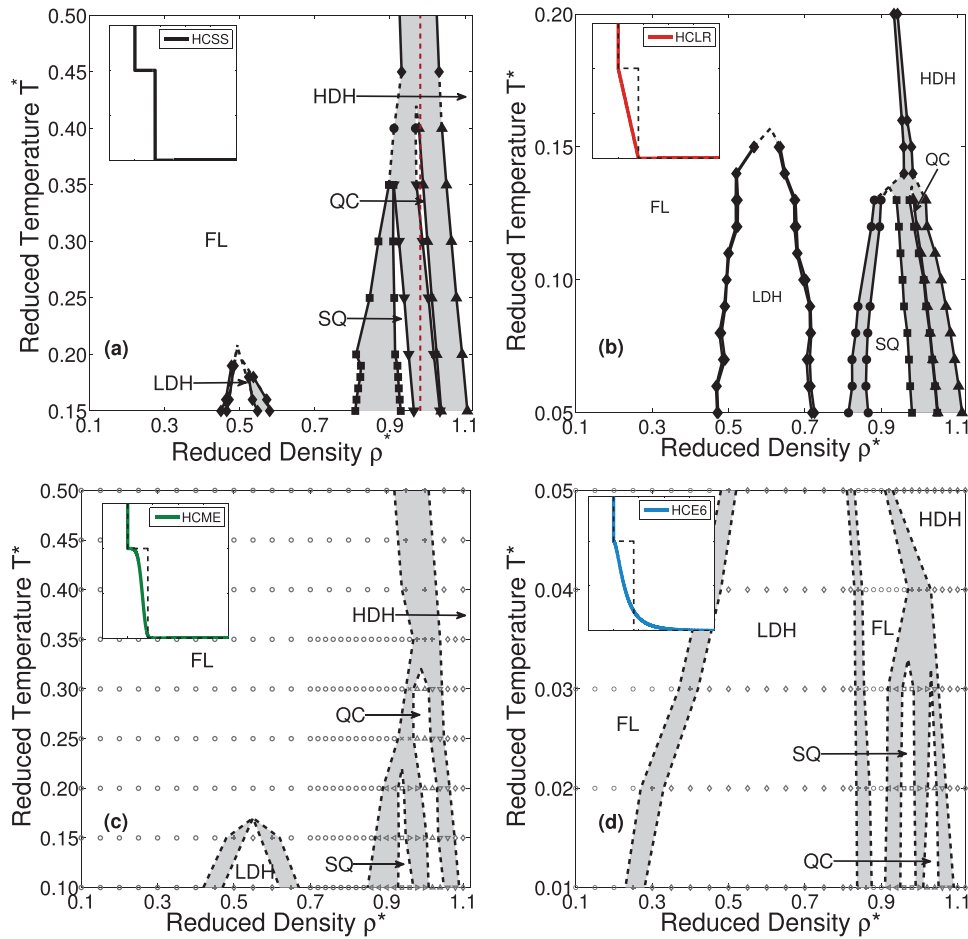 HCSS
Reduced Temperature T*
0.50
0.45
0.40
0.35
0.30
0.25
0.20
0.15
HDH
QC
FL
SQ
(a)
LDH
0.1 0.3 0.5 0.7 0.9 1.1
Reduced Density ρ*
HCLR
Reduced Temperature T*
0.20
0.15
0.10
0.05
HDH
QC
FL
LDH
SQ
(b)
0.1 0.3 0.5 0.7 0.9 1.1
Reduced Density ρ*
HCME
Reduced Temperature T*
0.50
0.45
0.40
0.35
0.30
0.25
0.20
0.15
0.10
HDH
FL
QC
(c)
SQ
LDH
0.1 0.3 0.5 0.7 0.9 1.1
Reduced Density ρ*
HCE6
Reduced Temperature T*
0.05
0.04
0.03
0.02
0.01
HDH
LDH
FL
FL
SQ
(d)
QC
0.1 0.3 0.5 0.7 0.9 1.1
Reduced Density ρ*